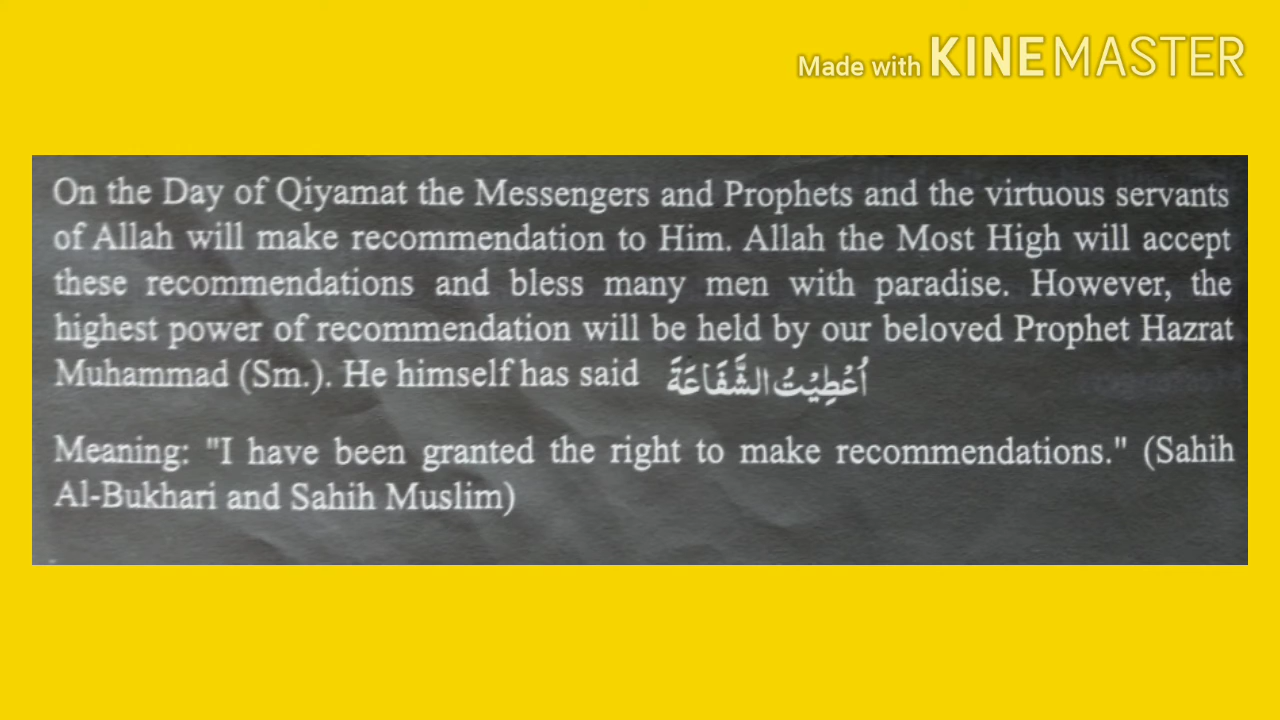 Made with KINEMASTER
On the Day of Qiyamat the Messengers and Prophets and the virtuous servants
of Allah will make recommendation to Him. Allah the Most High will accept
these recommendations and bless many men with paradise. However, the
highest power of recommendation will be held by our beloved Prophet Hazrat
Muhammad (Sm.). He himself has said أُعْطِيْتُ الشَّفَاعَةَ
Meaning: "I have been granted the right to make recommendations." (Sahih
Al-Bukhari and Sahih Muslim)